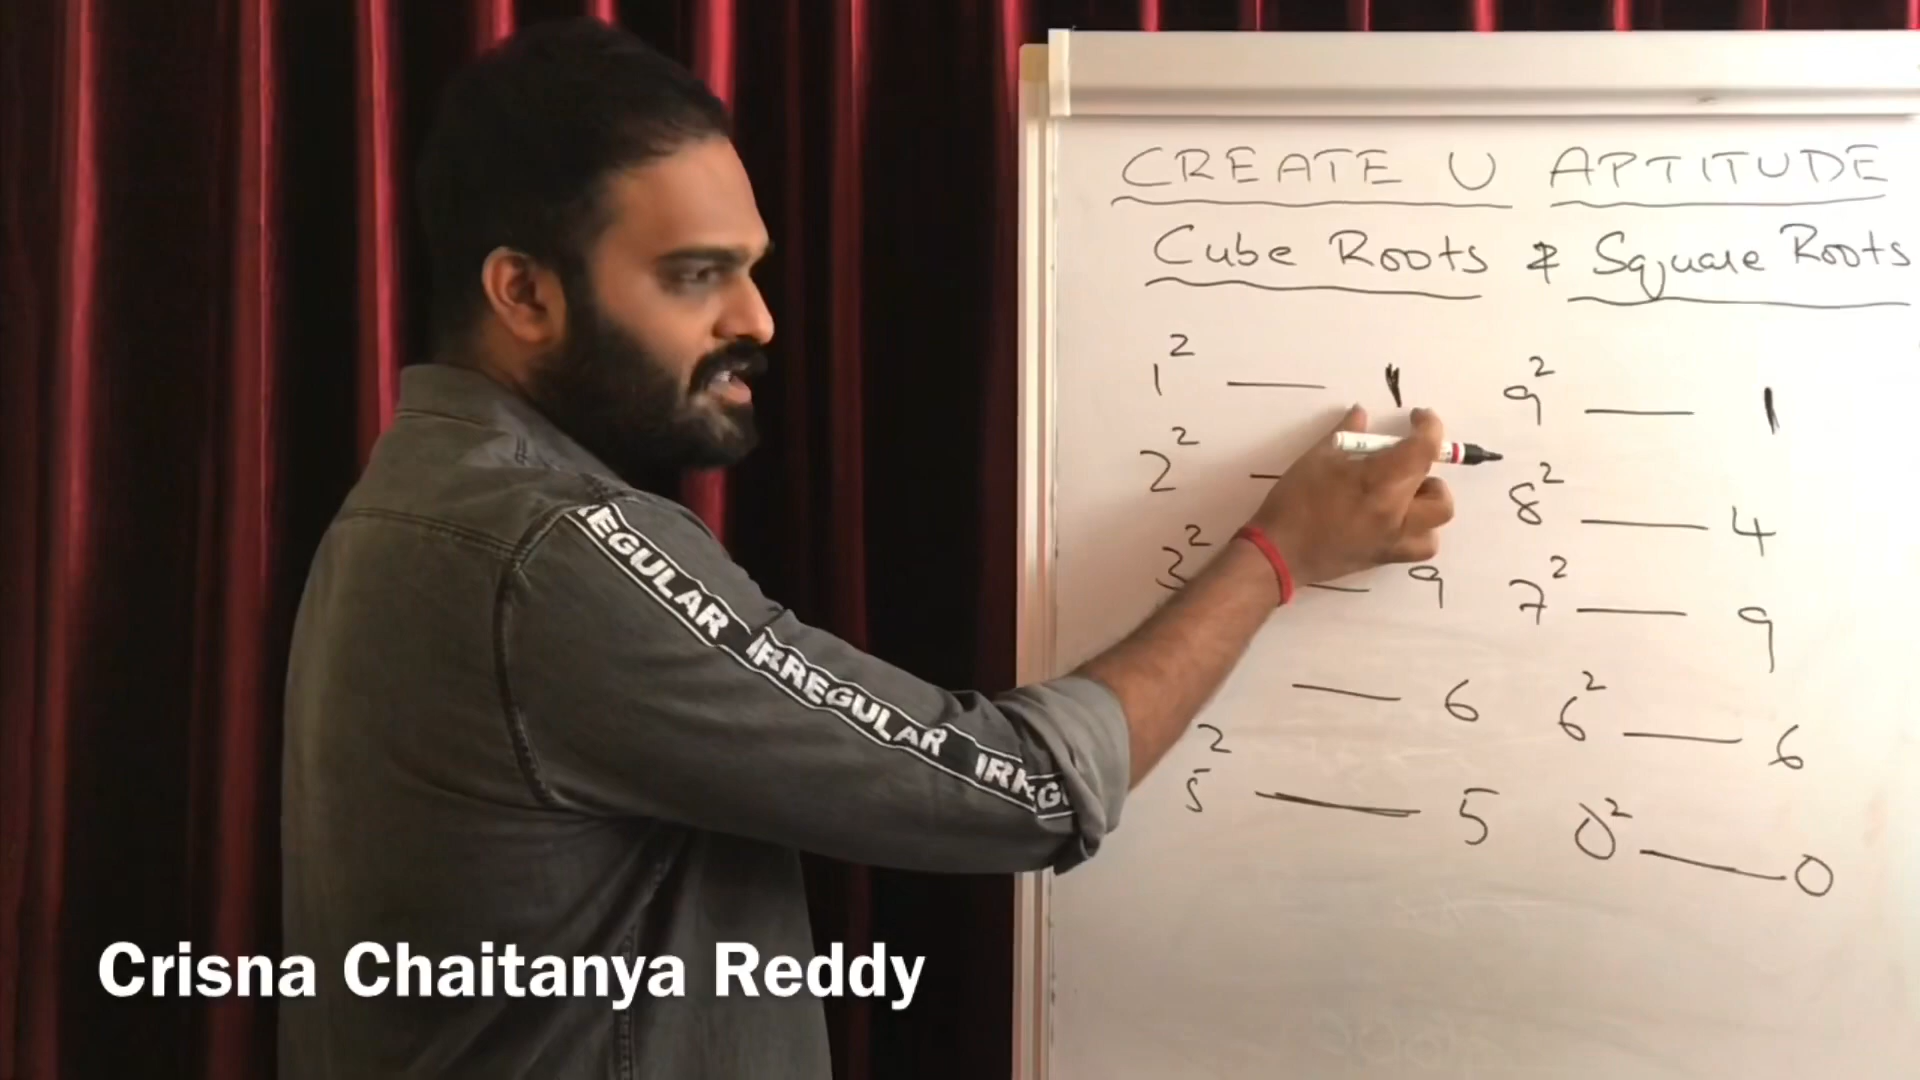 CREATE U APTITUDE
Cube Roots & Square Roots
1² — 1
9² — 1
2² —
8² — 4
3² — 9
7² — 9
— 6
6² — 6
5² — 5
0² — 0
REGULAR IRREGULAR IRREGU
Crisna Chaitanya Reddy